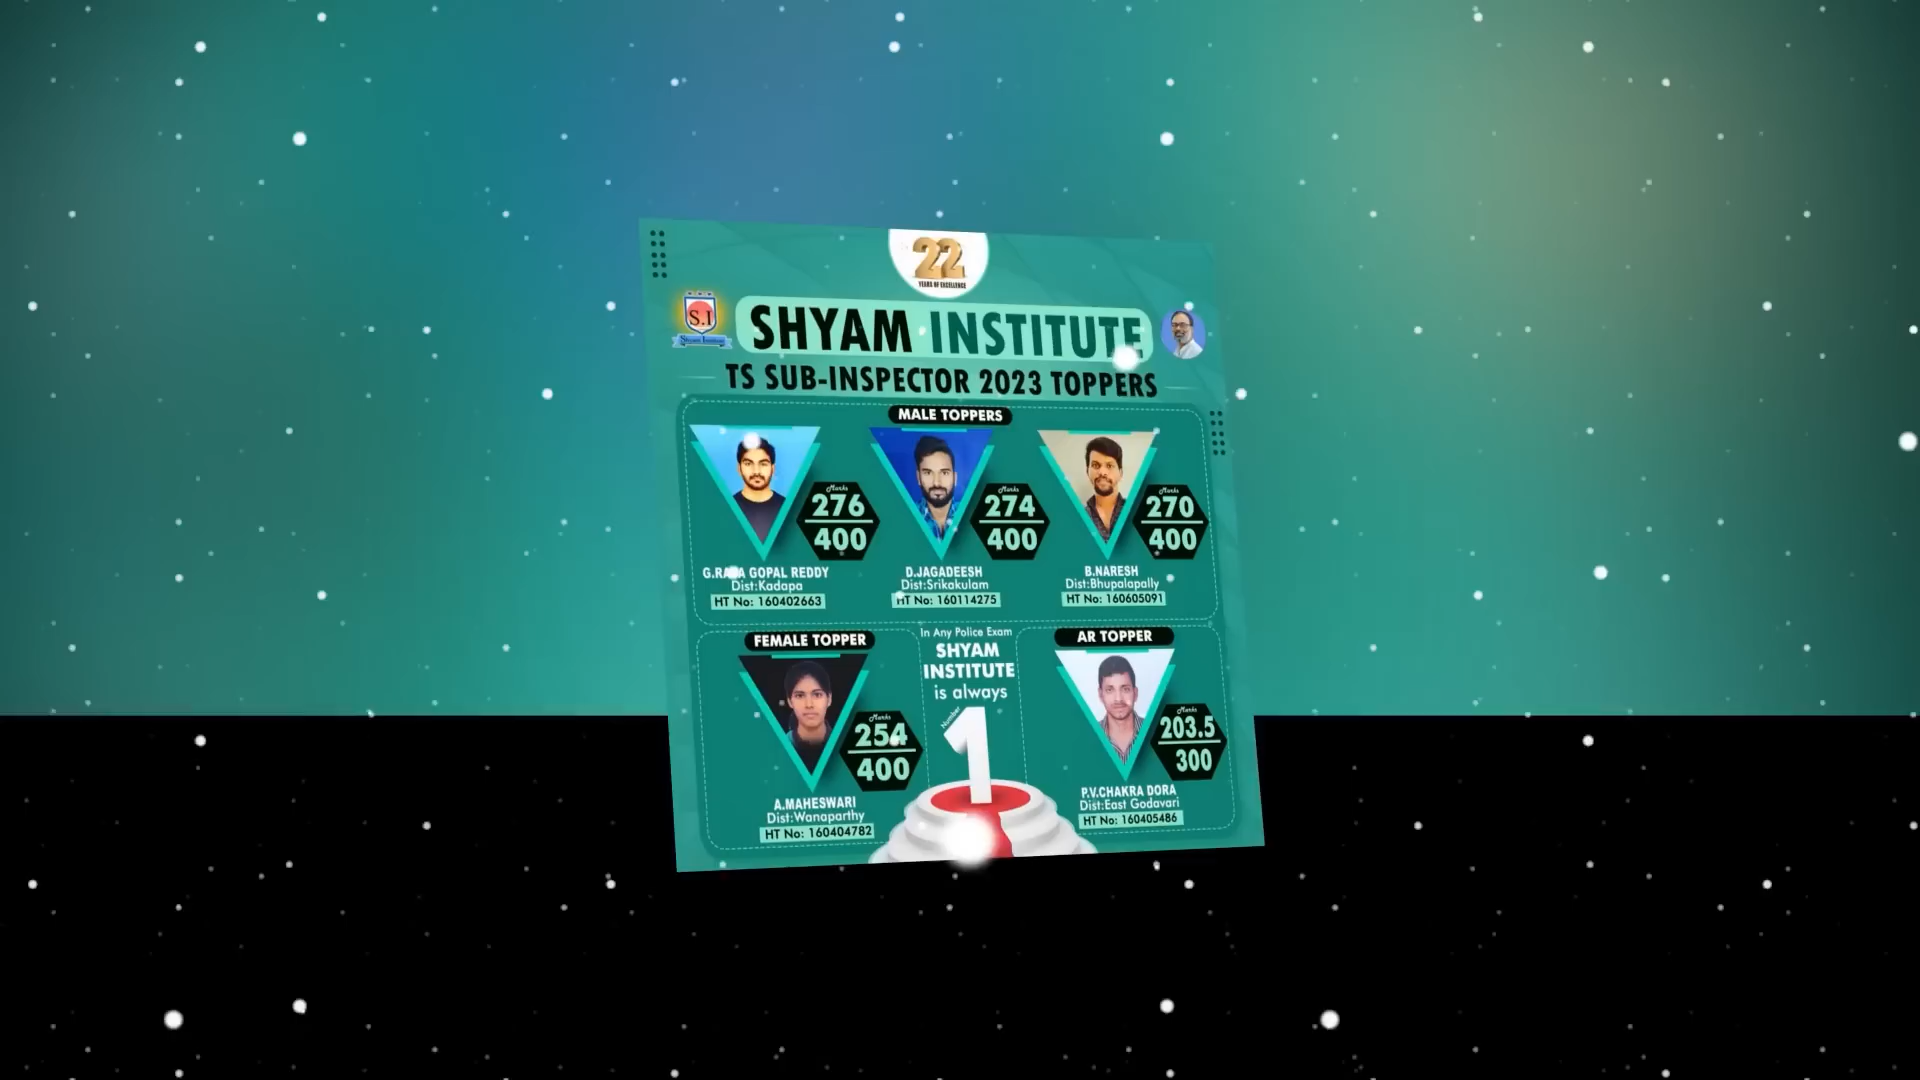 22
YEARS OF EXCELLENCE
S.I
Shyam Institute
SHYAM INSTITUTE
TS SUB-INSPECTOR 2023 TOPPERS
MALE TOPPERS
Marks
276
400
Marks
274
400
Marks
270
400
GOPAL REDDY
Dist:Kadapa
HT No: 160402663
D.JAGADEESH
Dist:Srikakulam
HT No: 160114275
B.NARESH
Dist:Bhupalapally
HT No: 160605091
FEMALE TOPPER
Marks
254
400
A.MAHESWARI
Dist:Wanaparthy
HT No: 160404782
In Any Police Exam
SHYAM
INSTITUTE
is always
Number
1
AR TOPPER
Marks
203.5
300
P.V.CHAKRA DORA
Dist:East Godavari
HT No: 160405486